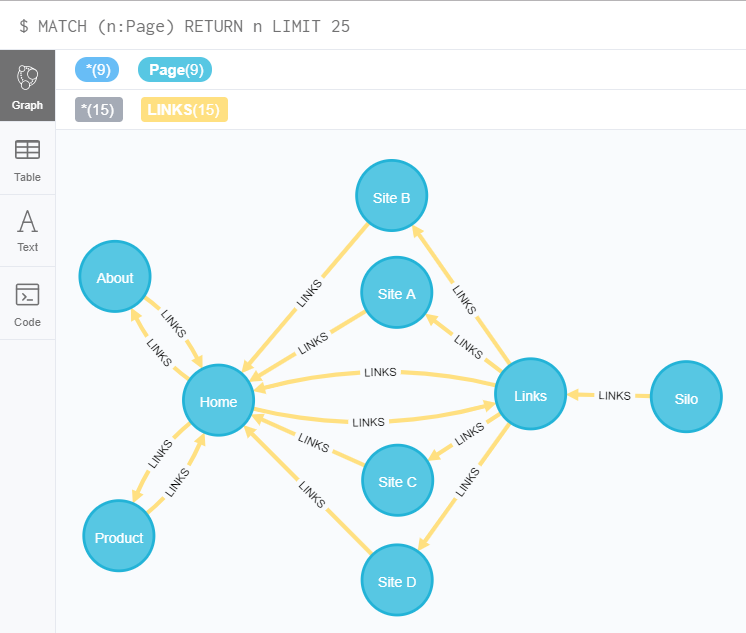 $ MATCH (n:Page) RETURN n LIMIT 25
*(9) Page(9)
*(15) LINKS(15)
Graph
Table
Text
Code
Site B
About
Site A
LINKS
LINKS
LINKS
LINKS
LINKS
LINKS
LINKS
Home
Links
LINKS
Silo
LINKS
LINKS
LINKS
LINKS
LINKS
Site C
LINKS
LINKS
LINKS
Product
Site D